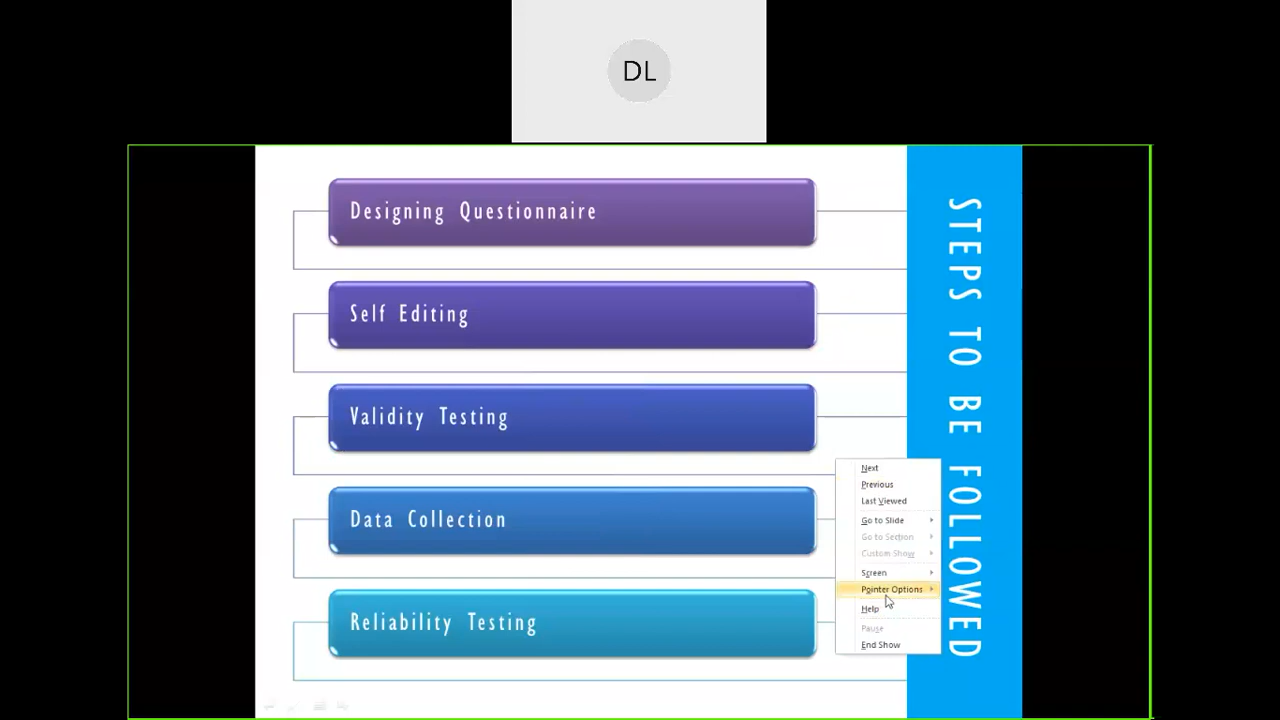 DL
Designing Questionnaire
Self Editing
Validity Testing
Data Collection
Reliability Testing
STEPS TO BE FOLLOWED
Next
Previous
Last Viewed
Go to Slide
Go to Section
Custom Show
Screen
Pointer Options
Help
Pause
End Show